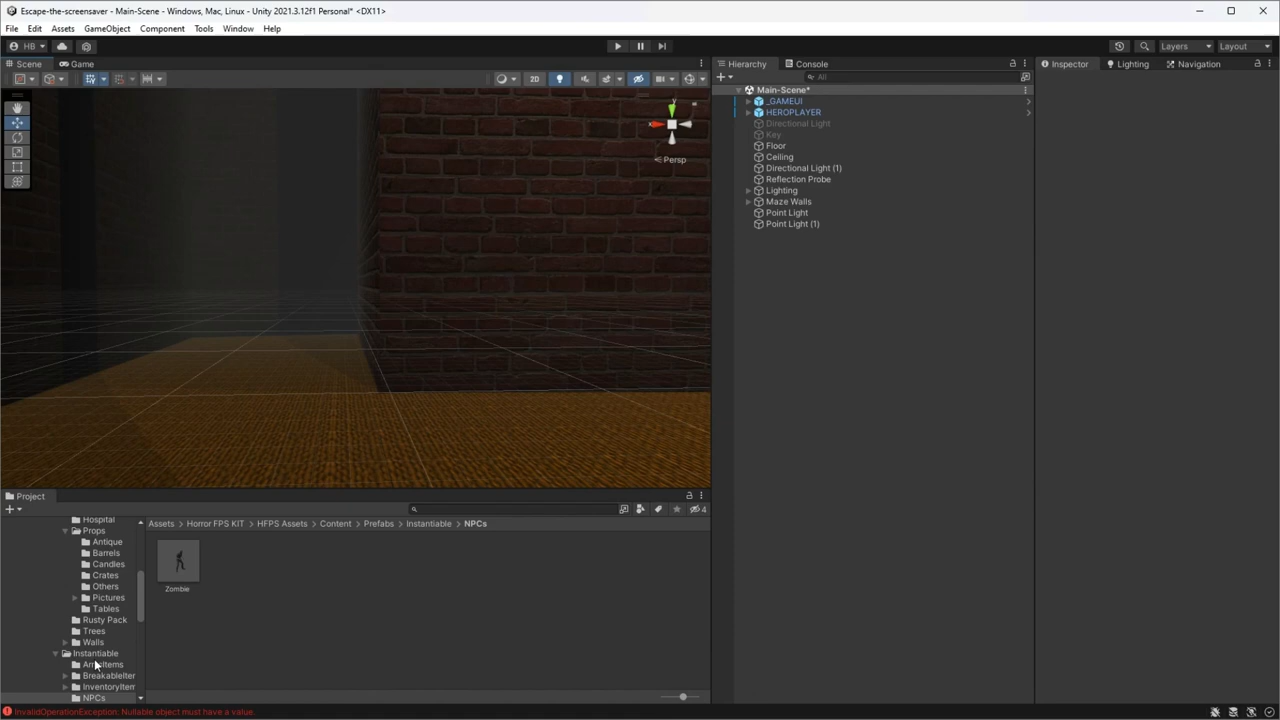 Escape-the-screensaver - Main-Scene - Windows, Mac, Linux - Unity 2021.3.12f1 Personal* <DX11>
File Edit Assets GameObject Component Tools Window Help
HB Layers Layout
Scene Game
2D
y
x
Persp
Hierarchy Console
All
Main-Scene*
_GAMEUI
HEROPLAYER
Directional Light
Key
Floor
Ceiling
Directional Light (1)
Reflection Probe
Lighting
Maze Walls
Point Light
Point Light (1)
Inspector Lighting Navigation
Project
4
Hospital
Props
Antique
Barrels
Candles
Crates
Others
Pictures
Tables
Rusty Pack
Trees
Walls
Instantiable
BreakableIter
InventoryItem
NPCs
Assets > Horror FPS KIT > HFPS Assets > Content > Prefabs > Instantiable > NPCs
Zombie
InvalidOperationException: Nullable object must have a value.